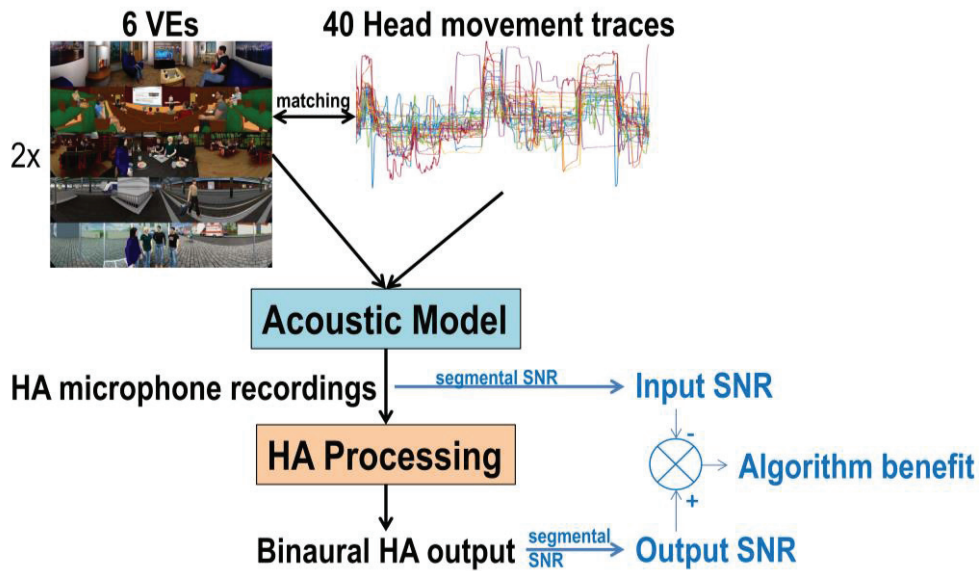 6 VEs
40 Head movement traces
matching
2x
Acoustic Model
HA microphone recordings
segmental SNR
Input SNR
-
HA Processing
Algorithm benefit
+
Binaural HA output
segmental
SNR
Output SNR